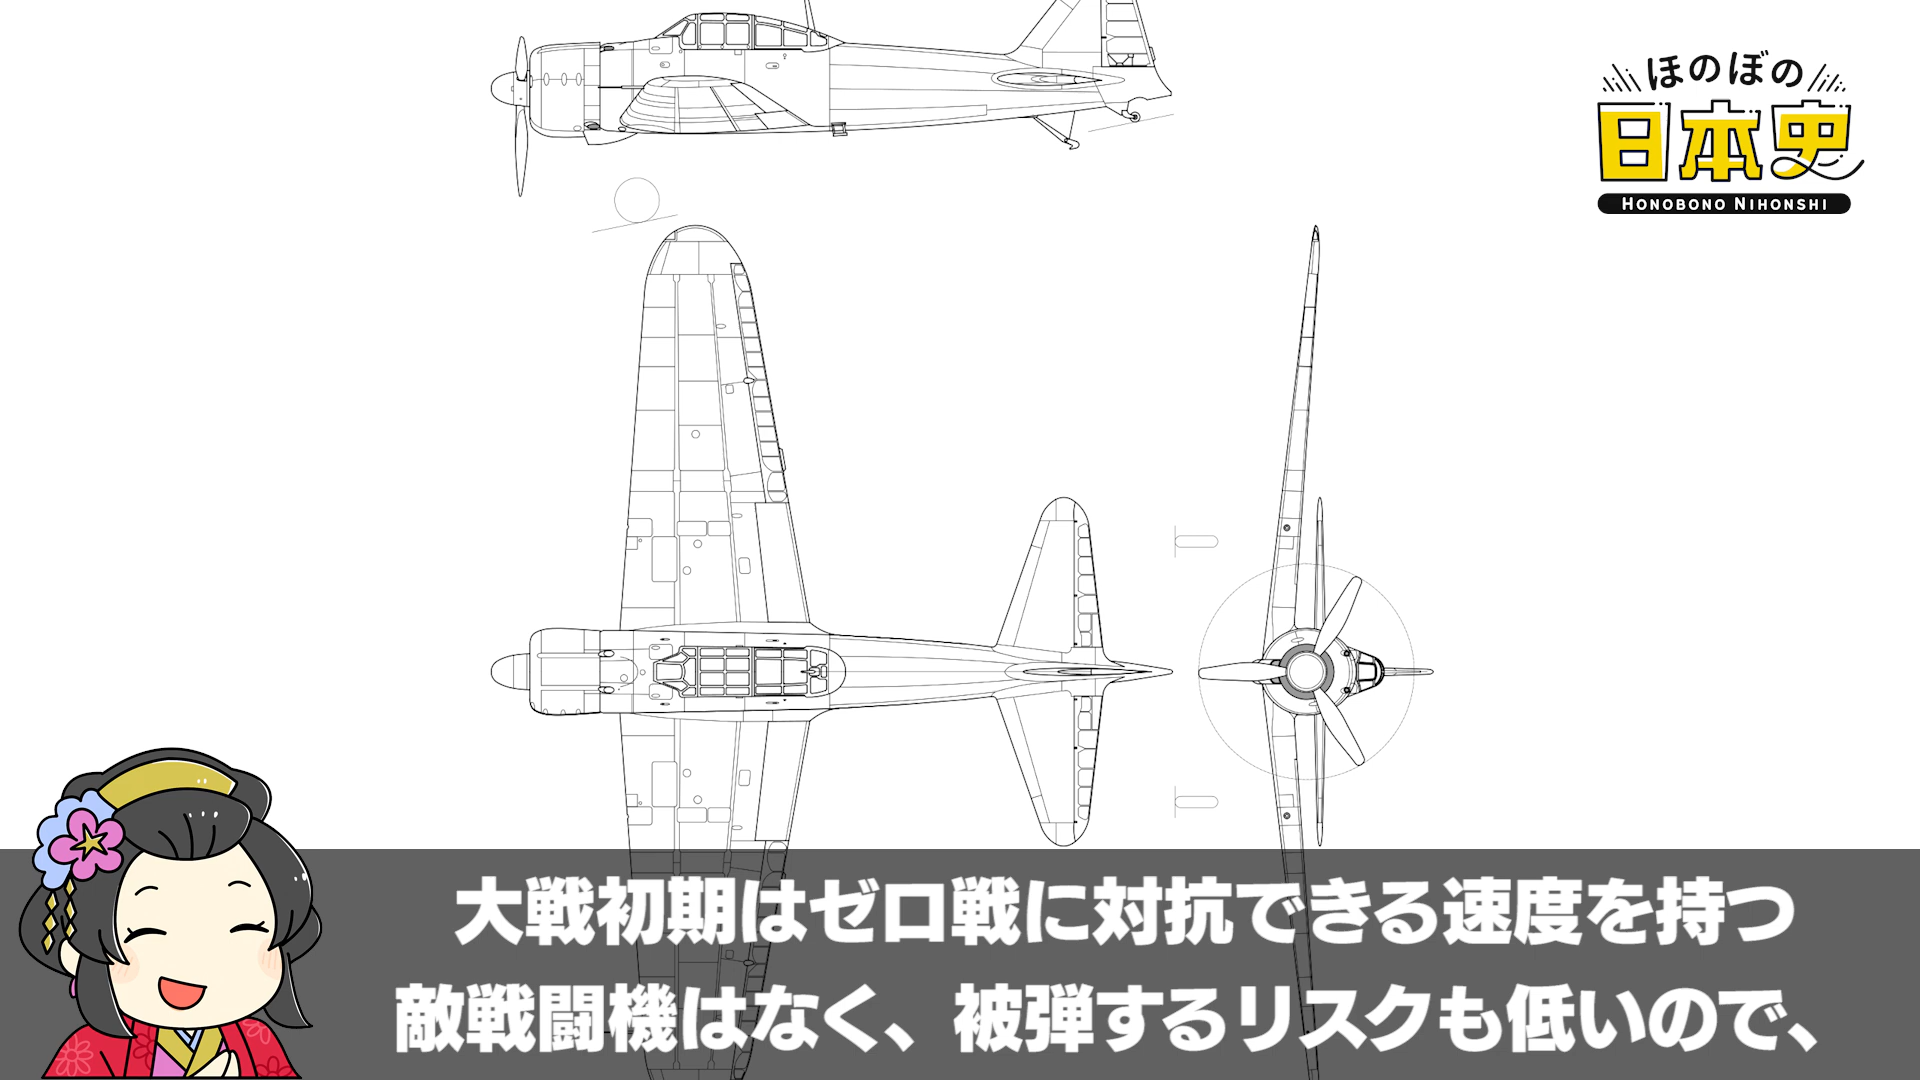 ほのぼの
日本史
HONOBONO NIHONSHI
大戦初期はゼロ戦に対抗できる速度を持つ
敵戦闘機はなく、被弾するリスクも低いので、